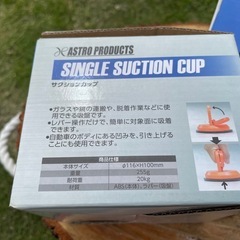 ASTRO PRODUCTS
SINGLE SUCTION CUP
サクションカップ
●ガラスや鏡の運搬や、脱着作業などに使
用できる吸盤です。
●レバー操作だけで、簡単に対象面に吸着
できます。
●自動車のボディにある凹みを、引き上げる
ことにも使用できます。
商品仕様
本体サイズ φ116×H100mm
重量 255g
耐荷重 20kg
材質 ABS(本体)、ラバー(吸盤)